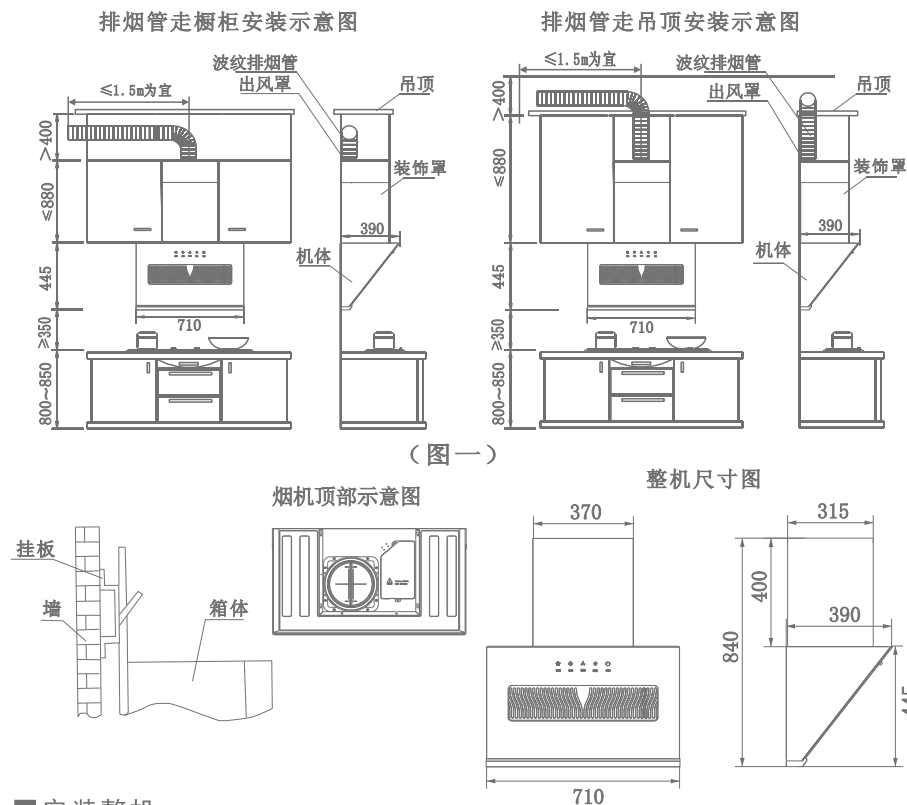 排烟管走橱柜安装示意图
排烟管走吊顶安装示意图
≤1.5m为宜
波纹排烟管
出风罩
吊顶
>400
≤880
装饰罩
390
机体
445
710
≥350
800~850
≤1.5m为宜
波纹排烟管
出风罩
吊顶
>400
≤880
装饰罩
390
机体
445
710
≥350
800~850
(图一)
烟机顶部示意图
整机尺寸图
挂板
墙
箱体
370
315
400
840
390
445
710
安装整机